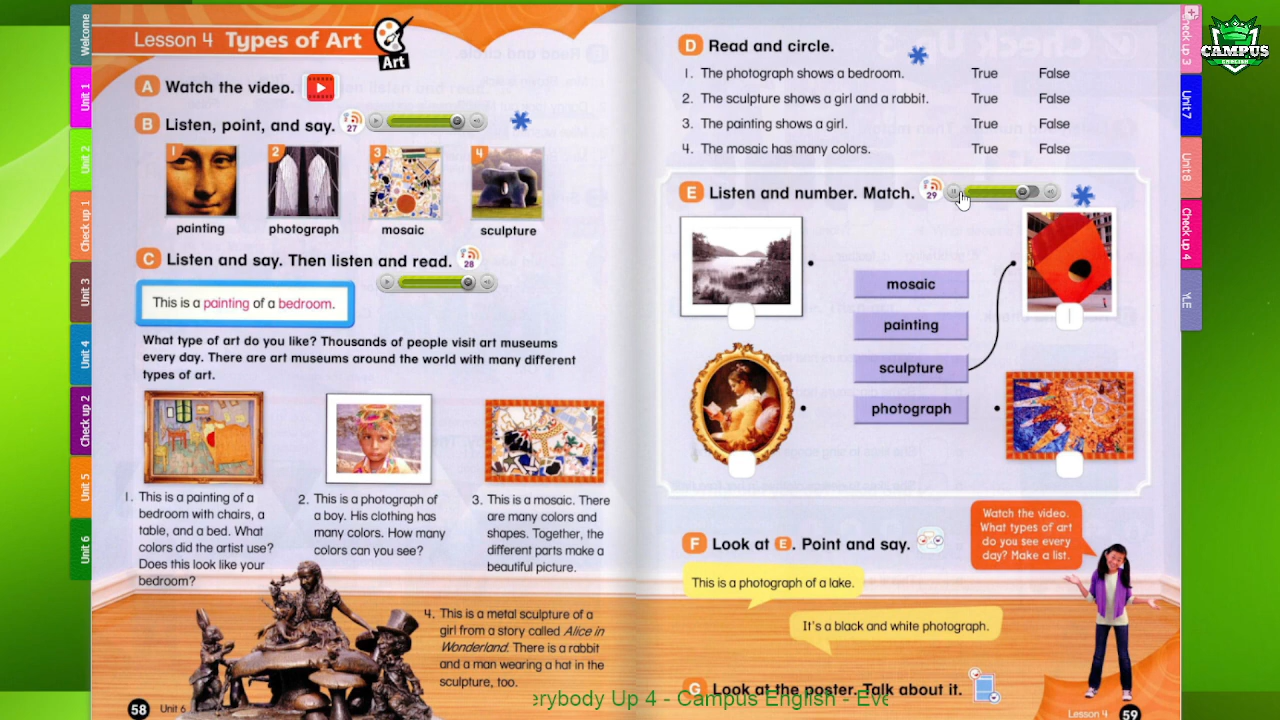 Lesson 4 Types of Art
Art
A Watch the video.
B Listen, point, and say. 27
1
2
3
4
painting
photograph
mosaic
sculpture
C Listen and say. Then listen and read. 28
This is a painting of a bedroom.
What type of art do you like? Thousands of people visit art museums
every day. There are art museums around the world with many different
types of art.
1. This is a painting of a
bedroom with chairs, a
table, and a bed. What
colors did the artist use?
Does this look like your
bedroom?
2. This is a photograph of
a boy. His clothing has
many colors. How many
colors can you see?
3. This is a mosaic. There
are many colors and
shapes. Together, the
different parts make a
beautiful picture.
4. This is a metal sculpture of a
girl from a story called Alice in
Wonderland. There is a rabbit
and a man wearing a hat in the
sculpture, too.
58 Unit 6
D Read and circle.
1. The photograph shows a bedroom. True False
2. The sculpture shows a girl and a rabbit. True False
3. The painting shows a girl. True False
4. The mosaic has many colors. True False
E Listen and number. Match. 29
mosaic
painting
sculpture
photograph
F Look at E. Point and say.
This is a photograph of a lake.
It's a black and white photograph.
Watch the video.
What types of art
do you see every
day? Make a list.
G Look at the poster. Talk about it.
Lesson 4 59
erybody Up 4 - Campus English - Eve
Welcome
Unit 1
Unit 2
Check up 1
Unit 3
Unit 4
Check up 2
Unit 5
Unit 6
Check up 3
Unit 7
Unit 8
Check up 4
YLE
CAMPUS
ENGLISH